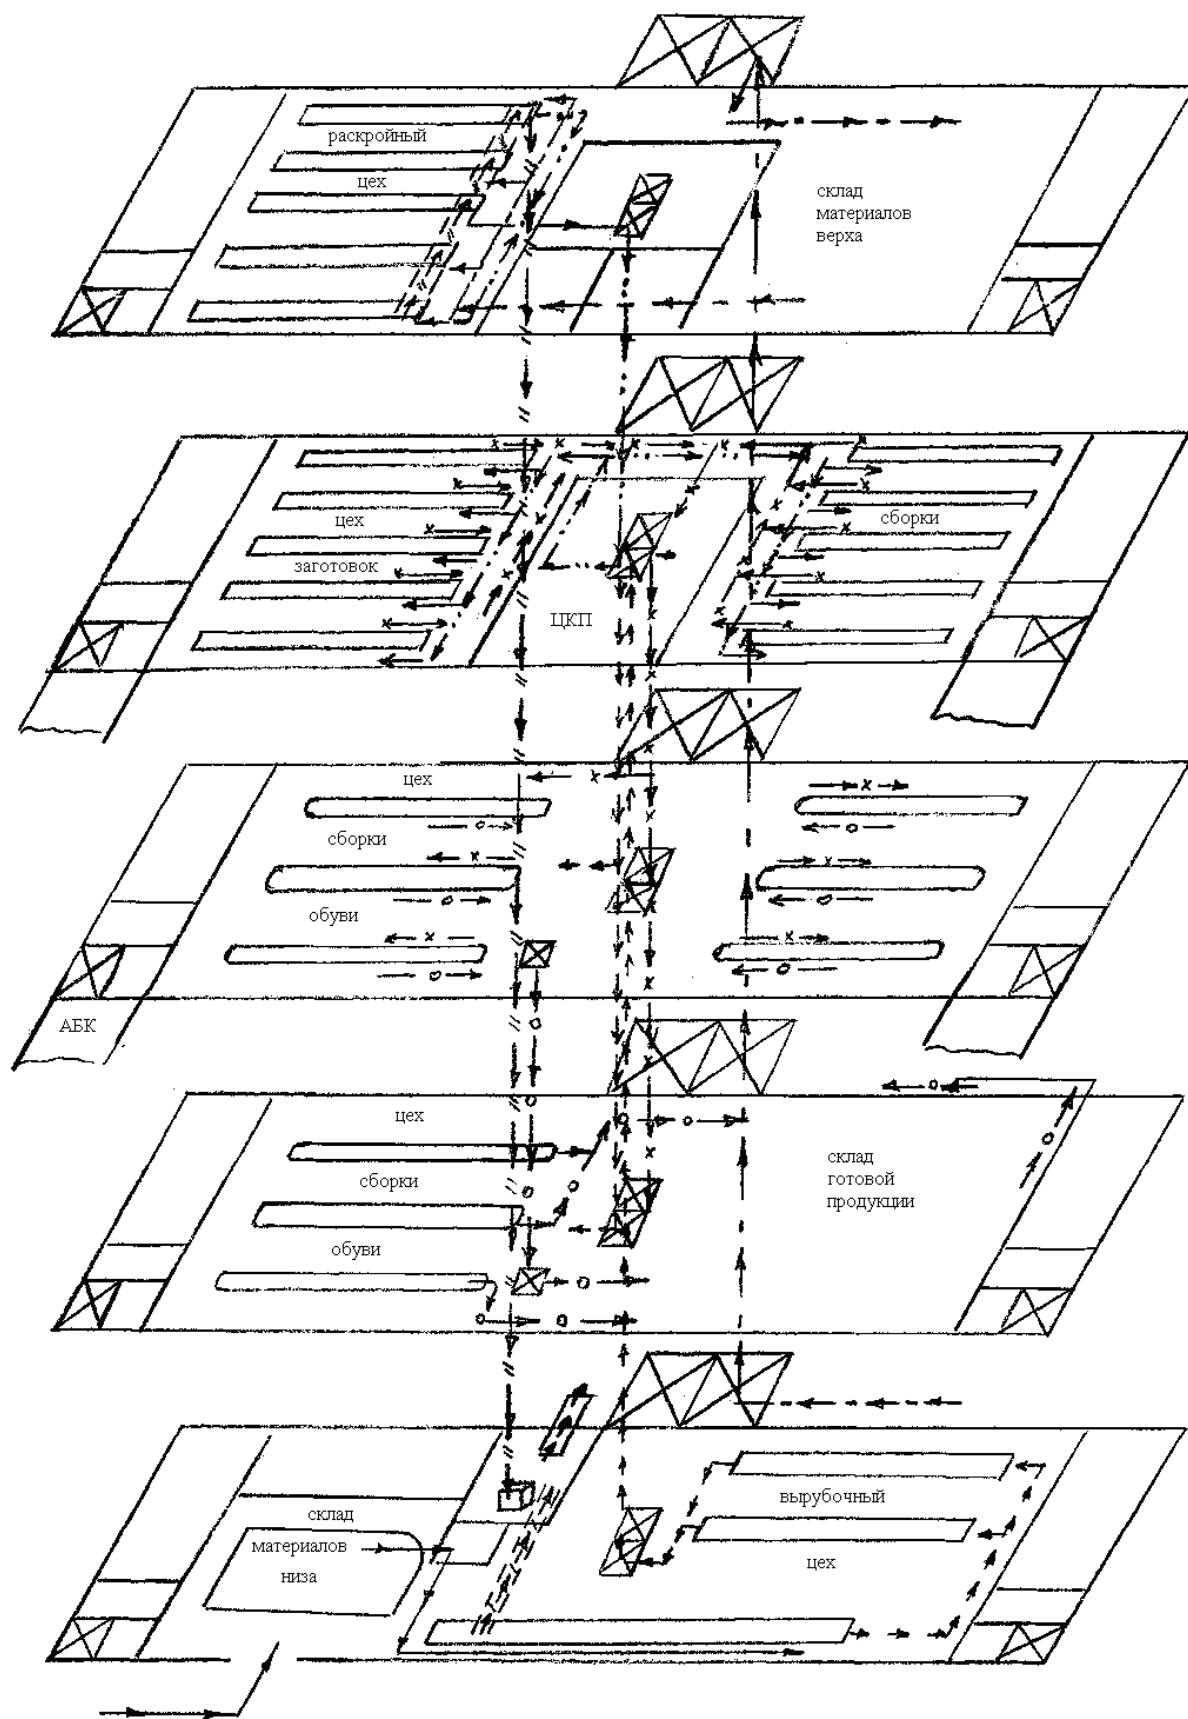 раскройный
цех
склад
материалов
верха
цех
заготовок
ЦКП
сборки
цех
сборки
обуви
АБК
цех
сборки
обуви
склад
готовой
продукции
склад
материалов
низа
вырубочный
цех